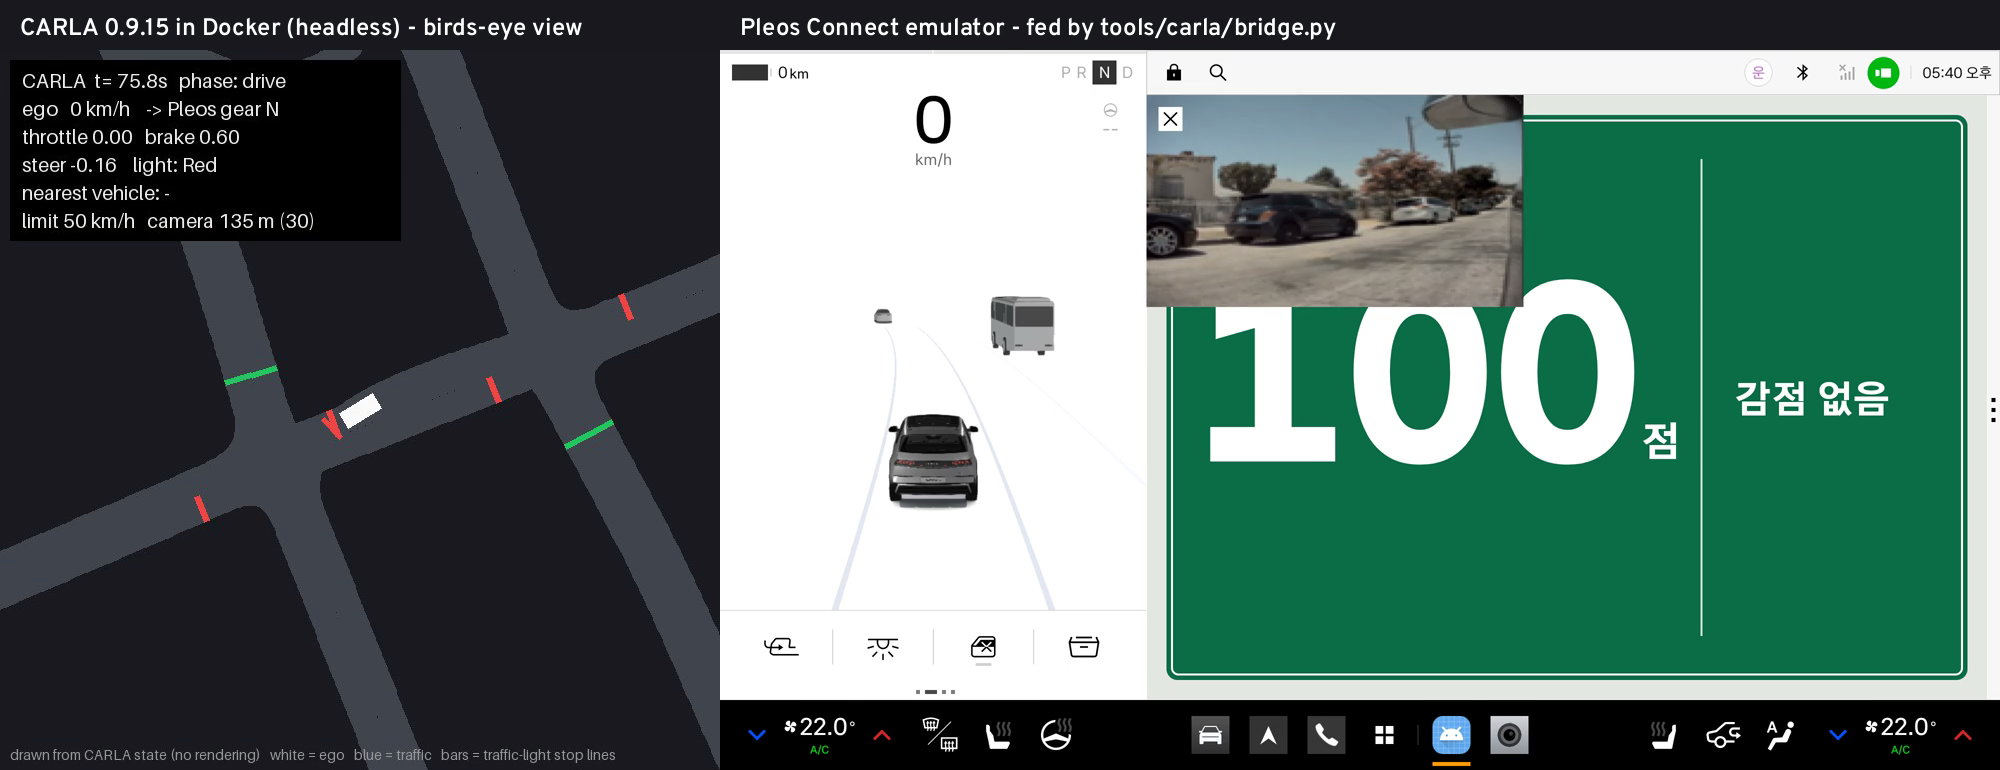 CARLA 0.9.15 in Docker (headless) - birds-eye view
CARLA t= 75.8s phase: drive
ego 0 km/h -> Pleos gear N
throttle 0.00 brake 0.60
steer -0.16 light: Red
nearest vehicle: -
limit 50 km/h camera 135 m (30)
drawn from CARLA state (no rendering) white = ego blue = traffic bars = traffic-light stop lines
Pleos Connect emulator - fed by tools/carla/bridge.py
0 km
P R N D
0
km/h
--
운
05:40 오후
100 점
감점 없음
22.0°
A/C
A
22.0°
A/C